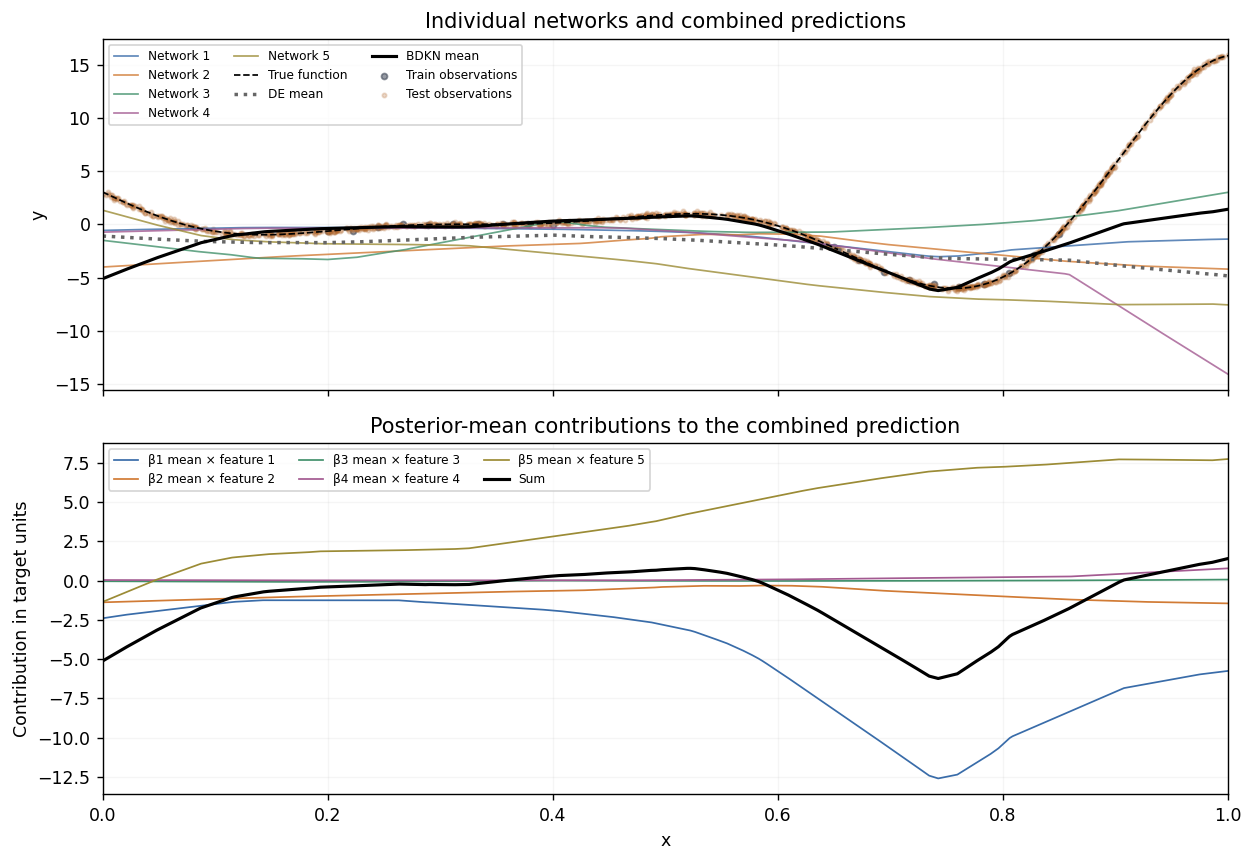 Individual networks and combined predictions
Network 1
Network 2
Network 3
Network 4
Network 5
True function
DE mean
BDKN mean
Train observations
Test observations
15
10
5
0
−5
−10
−15
y
Posterior-mean contributions to the combined prediction
β1 mean × feature 1
β2 mean × feature 2
β3 mean × feature 3
β4 mean × feature 4
β5 mean × feature 5
Sum
7.5
5.0
2.5
0.0
−2.5
−5.0
−7.5
−10.0
−12.5
Contribution in target units
0.0 0.2 0.4 0.6 0.8 1.0
x